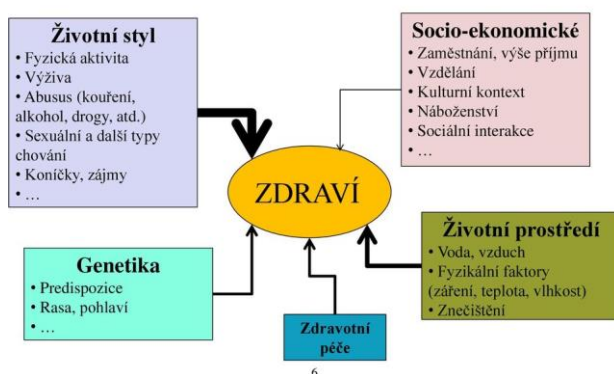 Životní styl
• Fyzická aktivita
• Výživa
• Abusus (kouření,
alkohol, drogy, atd.)
• Sexuální a další typy
chování
• Koníčky, zájmy
• …
Socio-ekonomické
• Zaměstnání, výše příjmu
• Vzdělání
• Kulturní kontext
• Náboženství
• Sociální interakce
• …
ZDRAVÍ
Genetika
• Predispozice
• Rasa, pohlaví
• …
Zdravotní
péče
Životní prostředí
• Voda, vzduch
• Fyzikální faktory
(záření, teplota, vlhkost)
• Znečištění
6